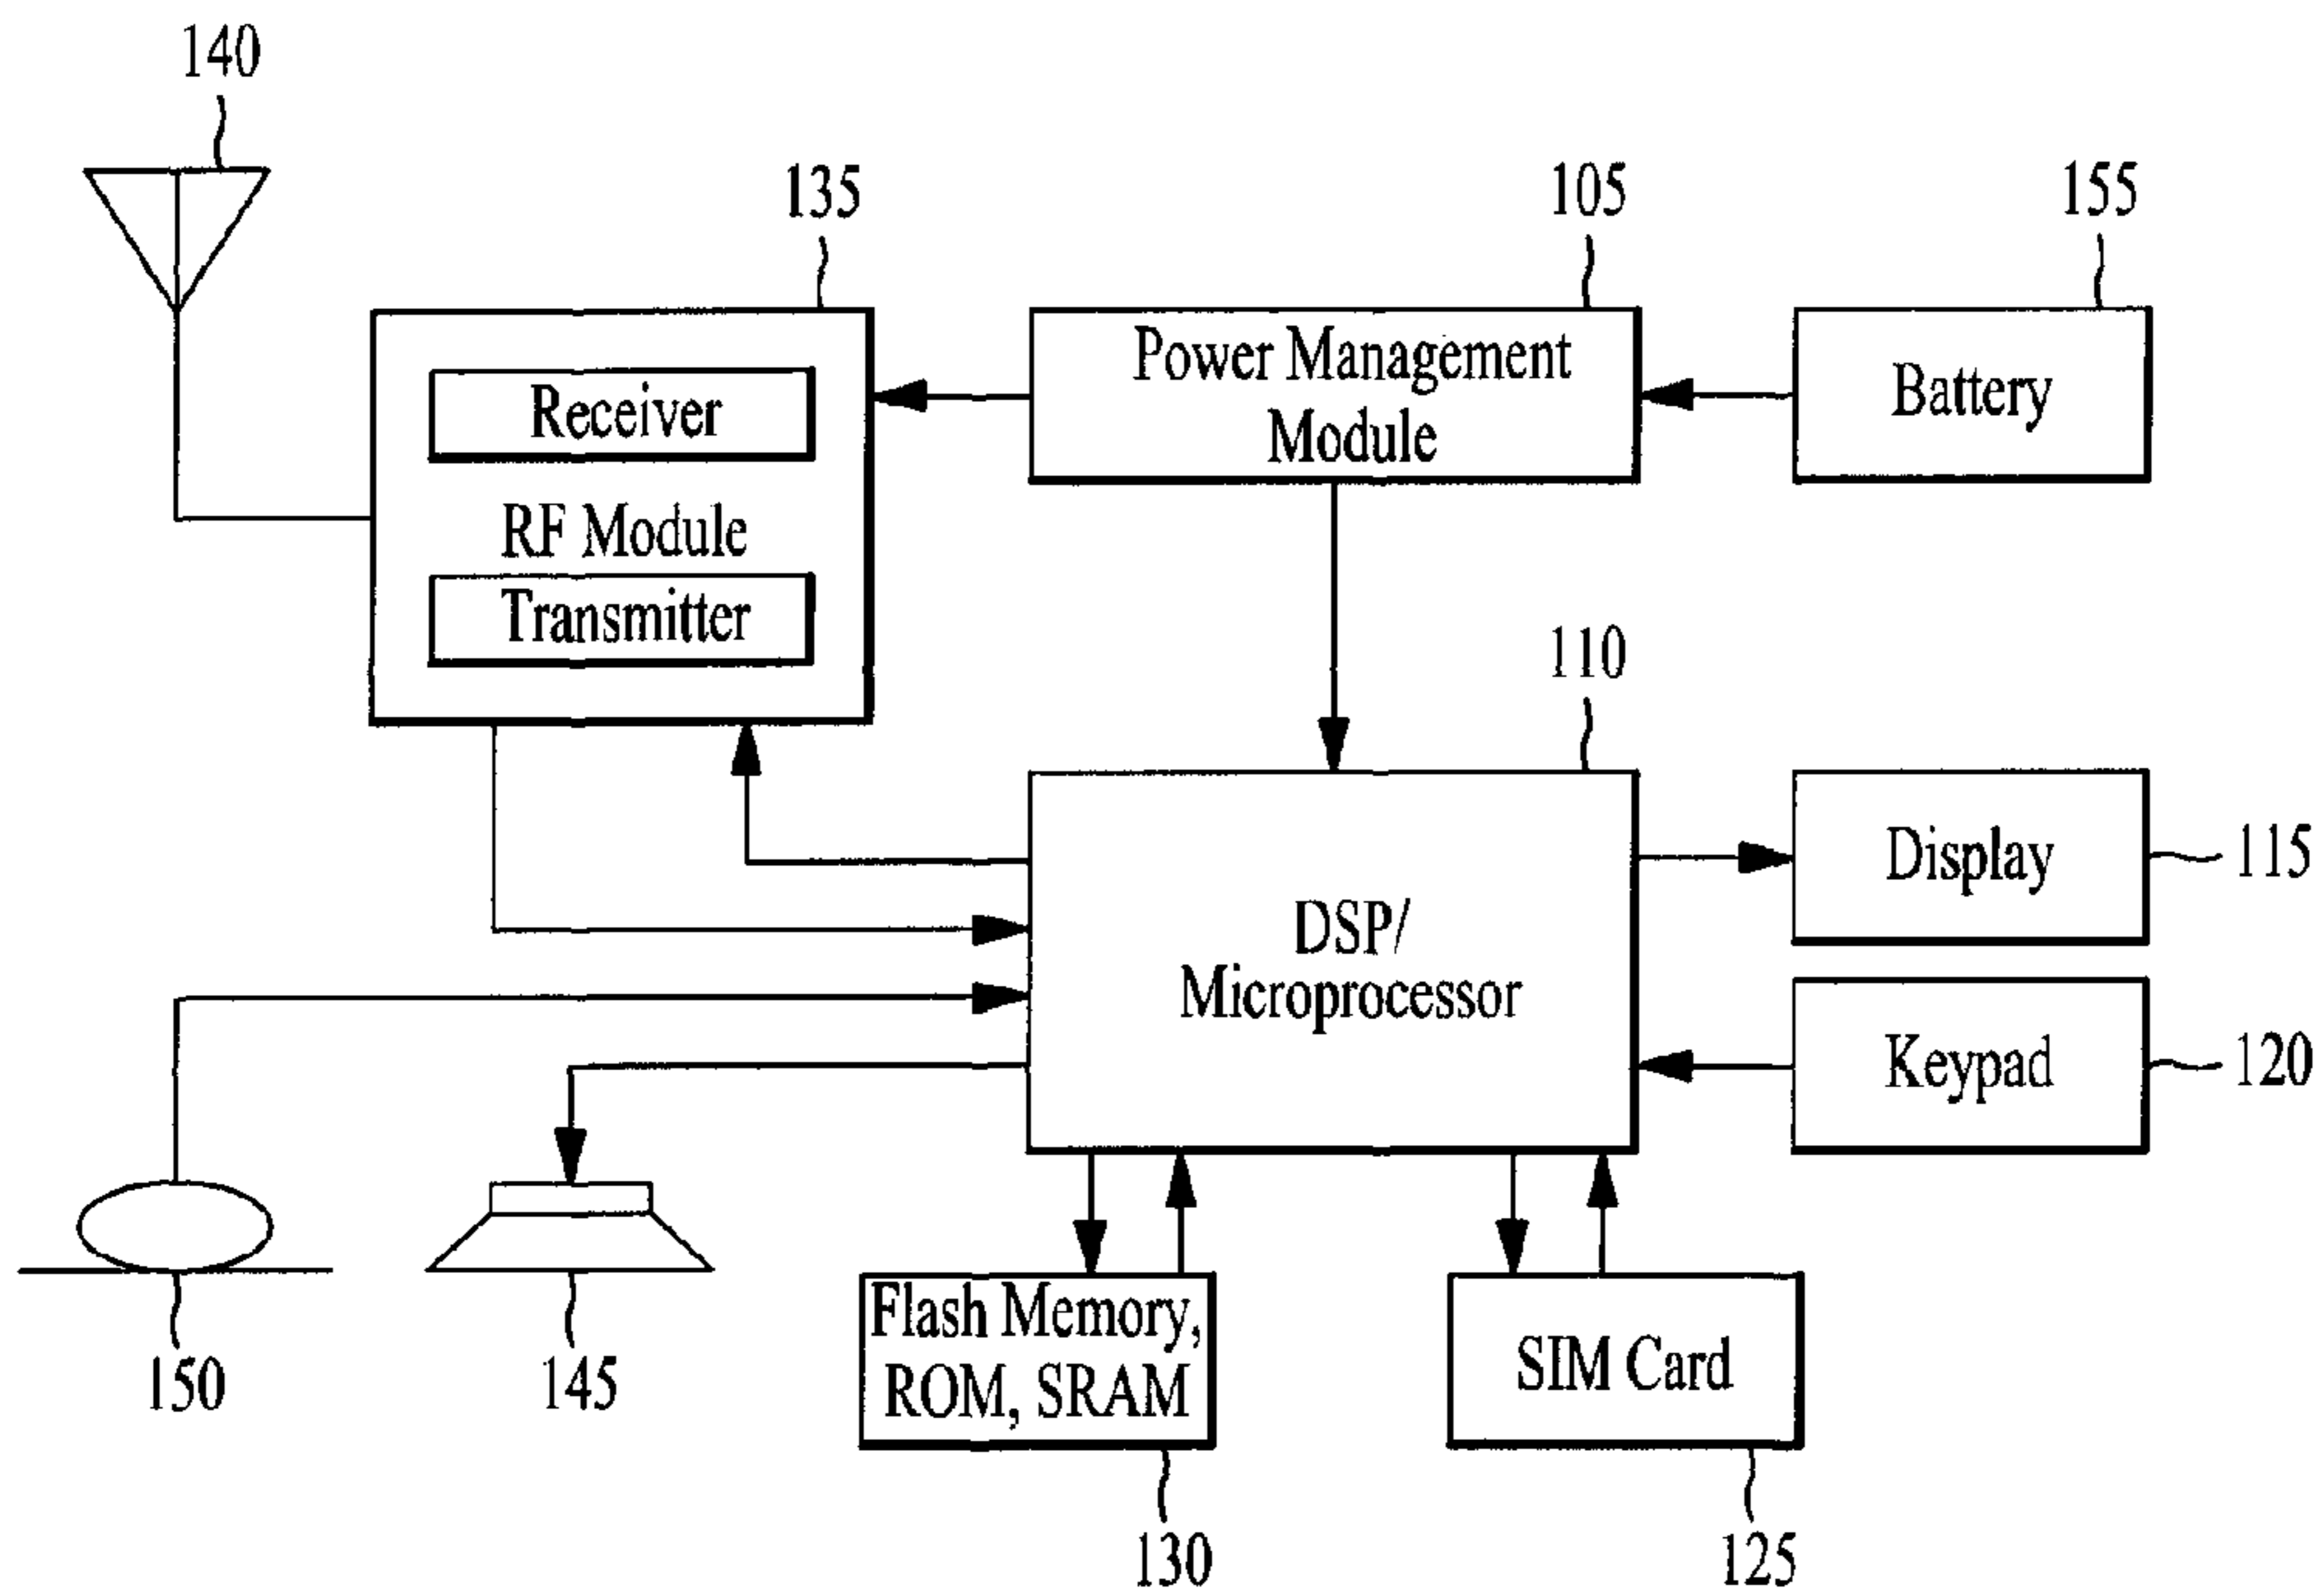 140
135
105
155
Receiver
RF Module
Transmitter
Power Management
Module
Battery
110
DSP/
Microprocessor
Display
115
Keypad
120
150
145
Flash Memory,
ROM, SRAM
SIM Card
130
125